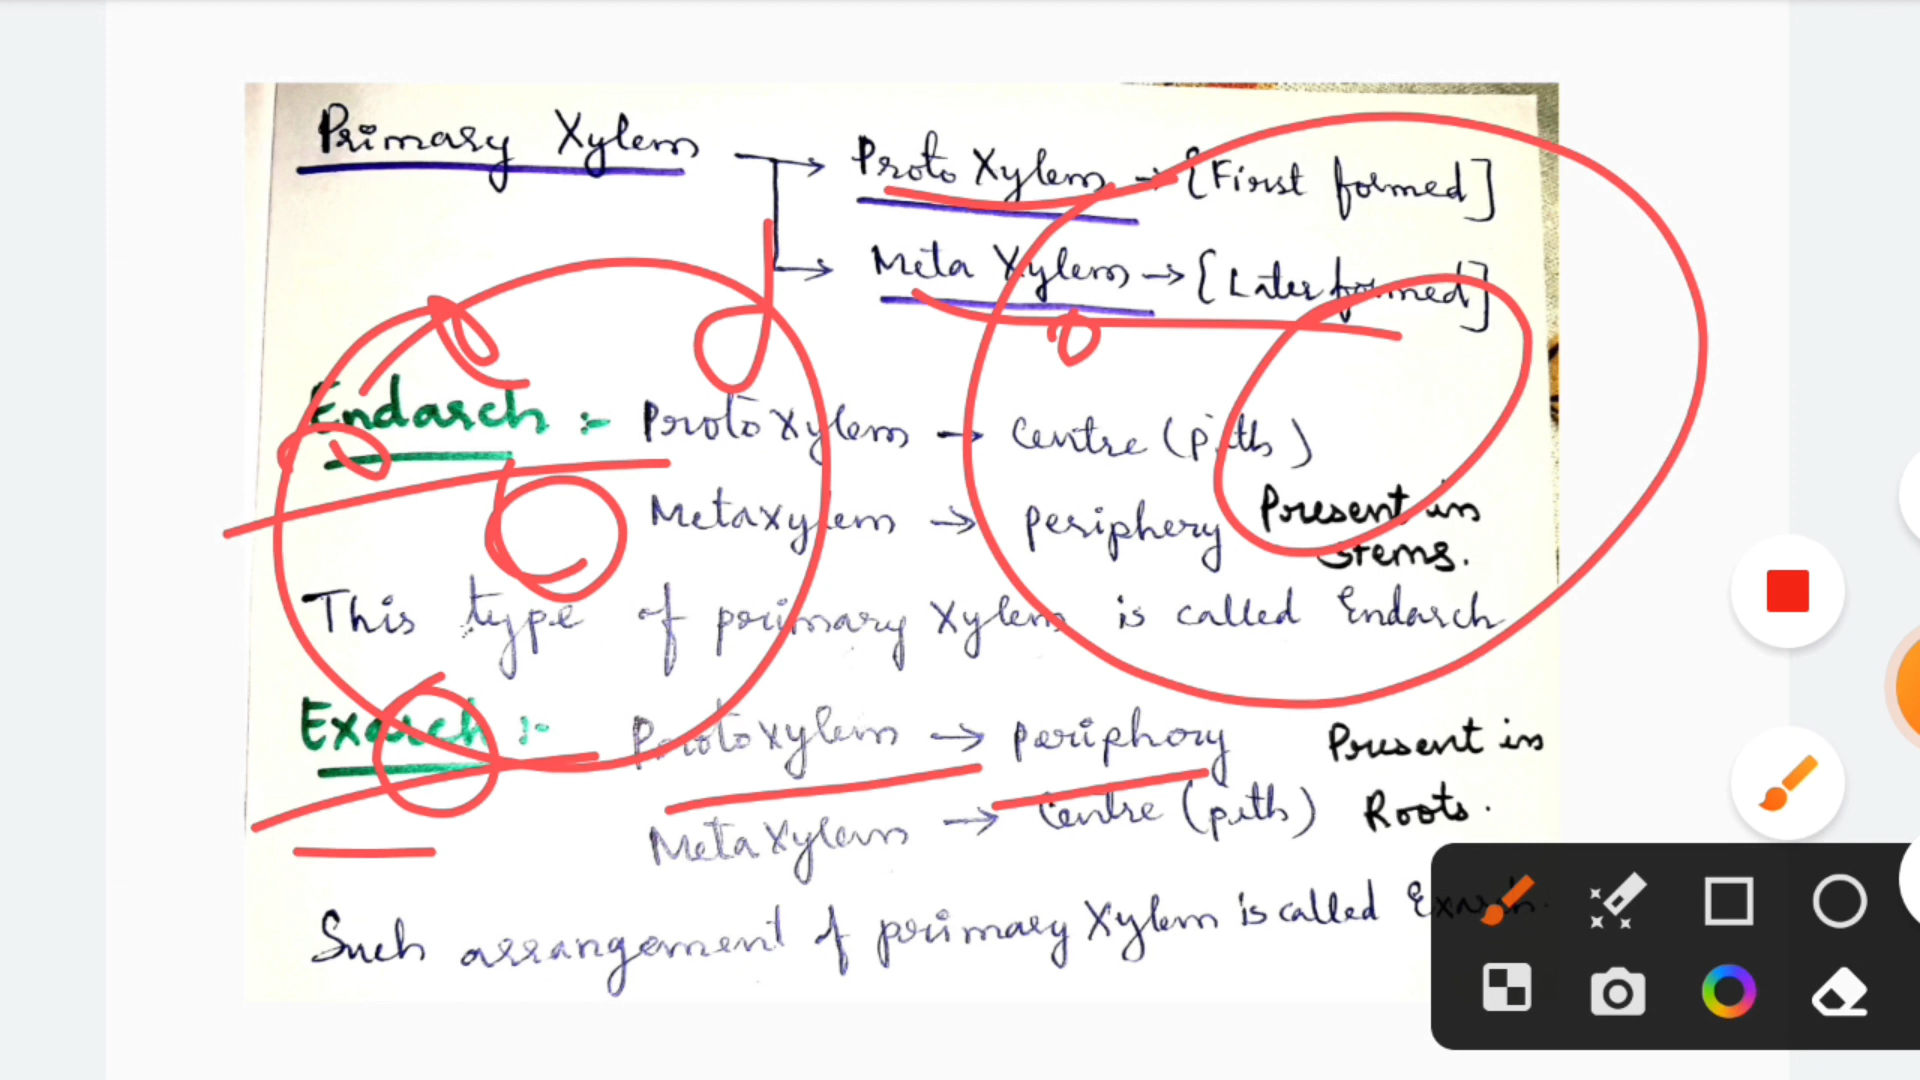 Primary Xylem → Proto Xylem → {First formed]
→ Meta Xylem → [Later formed]
Endarch :- Protoxylem → Centre (pith)
Metaxylem → periphery Present in
stems.
This type of primary Xylem is called Endarch
Exarch :- Protoxylem → periphery Present in
MetaXylem → Centre (pith) Roots.
Such arrangement of primary Xylem is called Exarch.